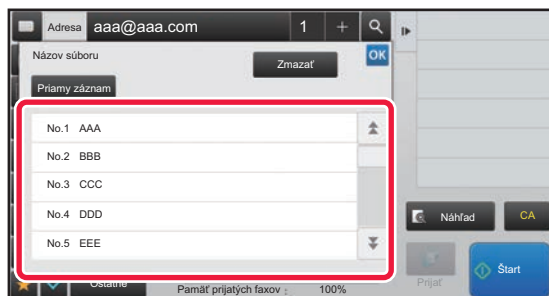 Adresa aaa@aaa.com 1 +
Názov súboru Zmazať OK
Priamy záznam
No.1 AAA
No.2 BBB
No.3 CCC
No.4 DDD
No.5 EEE
Náhľad CA
Ostatné
Pamäť prijatých faxov : 100%
Prijať Štart